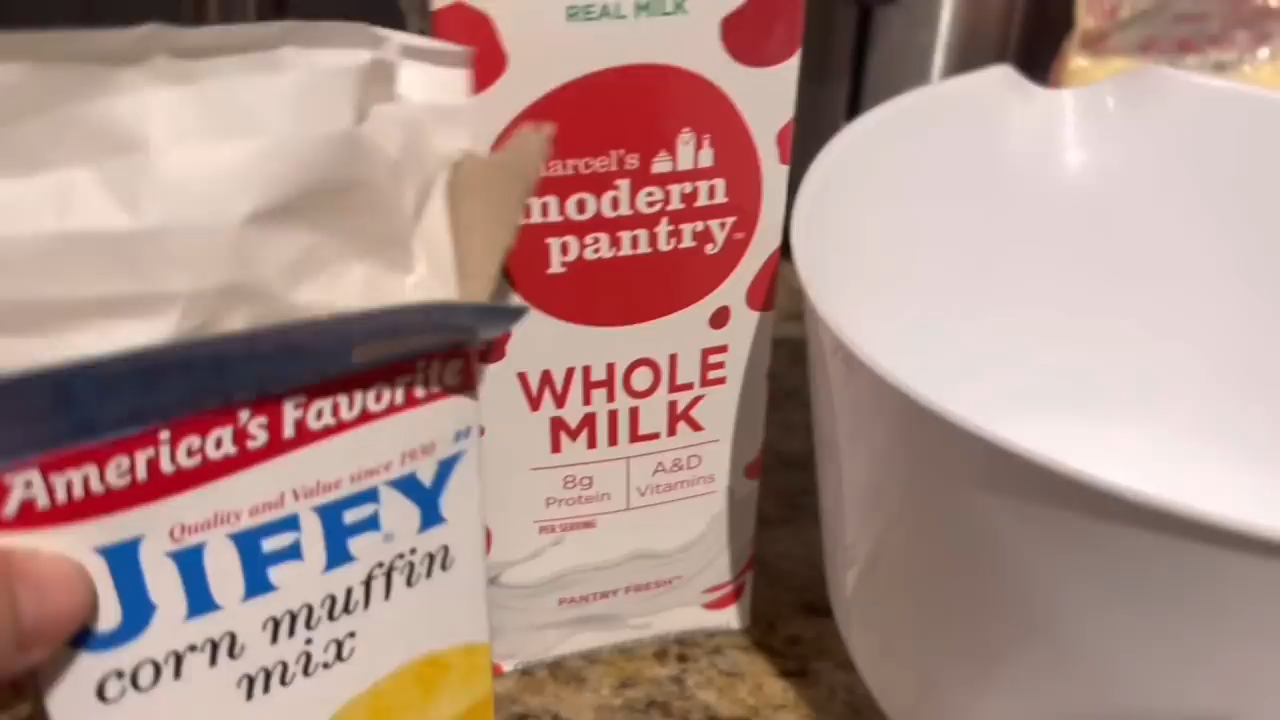 REAL MILK
arcel's
modern
pantry
WHOLE
MILK
8g
Protein
A&D
Vitamins
PER SERVING
PANTRY FRESH
America's Favorite
Quality and Value since 1930
"JIFFY"
corn muffin
mix